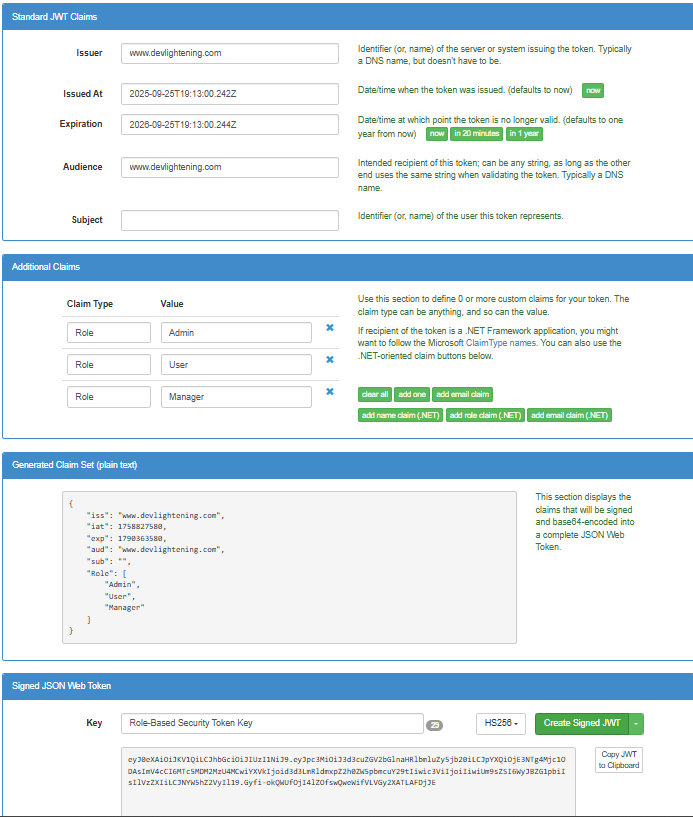 Standard JWT Claims
Issuer
www.devlightening.com
Identifier (or, name) of the server or system issuing the token. Typically
a DNS name, but doesn't have to be.
Issued At
2025-09-25T19:13:00.242Z
Date/time when the token was issued. (defaults to now)
now
Expiration
2026-09-25T19:13:00.244Z
Date/time at which point the token is no longer valid. (defaults to one
year from now)
now
in 20 minutes
in 1 year
Audience
www.devlightening.com
Intended recipient of this token; can be any string, as long as the other
end uses the same string when validating the token. Typically a DNS
name.
Subject
Identifier (or, name) of the user this token represents.
Additional Claims
Claim Type
Value
Role
Admin
Role
User
Role
Manager
Use this section to define 0 or more custom claims for your token. The
claim type can be anything, and so can the value.
If recipient of the token is a .NET Framework application, you might
want to follow the Microsoft ClaimType names. You can also use the
.NET-oriented claim buttons below.
clear all
add one
add email claim
add name claim (.NET)
add role claim (.NET)
add email claim (.NET)
Generated Claim Set (plain text)
{
"iss": "www.devlightening.com",
"iat": 1758827580,
"exp": 1790363580,
"aud": "www.devlightening.com",
"sub": "",
"Role": [
"Admin",
"User",
"Manager"
]
}
This section displays the
claims that will be signed
and base64-encoded into
a complete JSON Web
Token.
Signed JSON Web Token
Key
Role-Based Security Token Key
29
HS256
Create Signed JWT
Copy JWT
to Clipboard